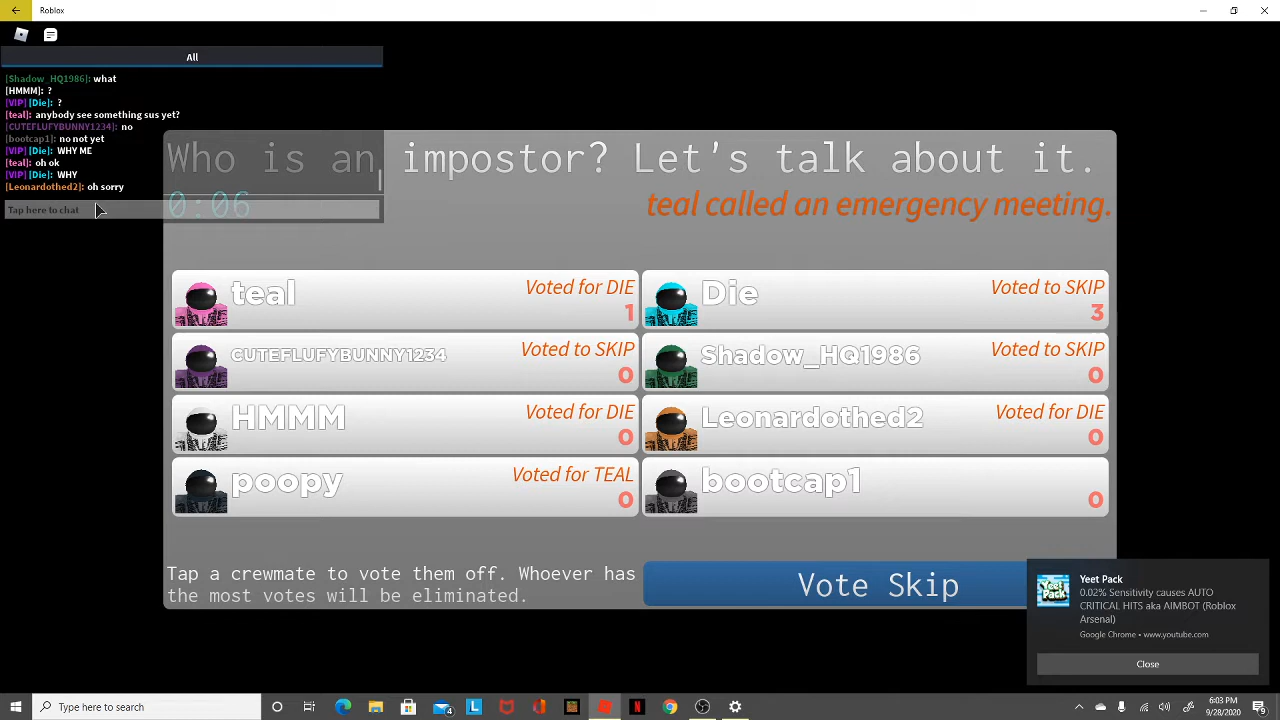 Roblox
All
[Shadow_HQ1986]: what
[HMMM]: ?
[VIP] [Die]: ?
[teal]: anybody see something sus yet?
[CUTEFLUFYBUNNY1234]: no
[bootcap1]: no not yet
[VIP] [Die]: WHY ME
[teal]: oh ok
[VIP] [Die]: WHY
[Leonardothed2]: oh sorry
Tap here to chat
Who is an impostor? Let's talk about it.
0:06
teal called an emergency meeting.
teal Voted for DIE 1
Die Voted to SKIP 3
CUTEFLUFYBUNNY1234 Voted to SKIP 0
Shadow_HQ1986 Voted to SKIP 0
HMMM Voted for DIE 0
Leonardothed2 Voted for DIE 0
poopy Voted for TEAL 0
bootcap1 0
Tap a crewmate to vote them off. Whoever has
the most votes will be eliminated.
Vote Skip
Yeet Pack
Yeet Pack
0.02% Sensitivity causes AUTO
CRITICAL HITS aka AIMBOT (Roblox
Arsenal)
Google Chrome • www.youtube.com
Close
Type here to search
4
6:03 PM
9/28/2020
9